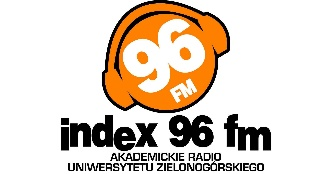 96
FM
index 96 fm
AKADEMICKIE RADIO
UNIWERSYTETU ZIELONOGÓRSKIEGO